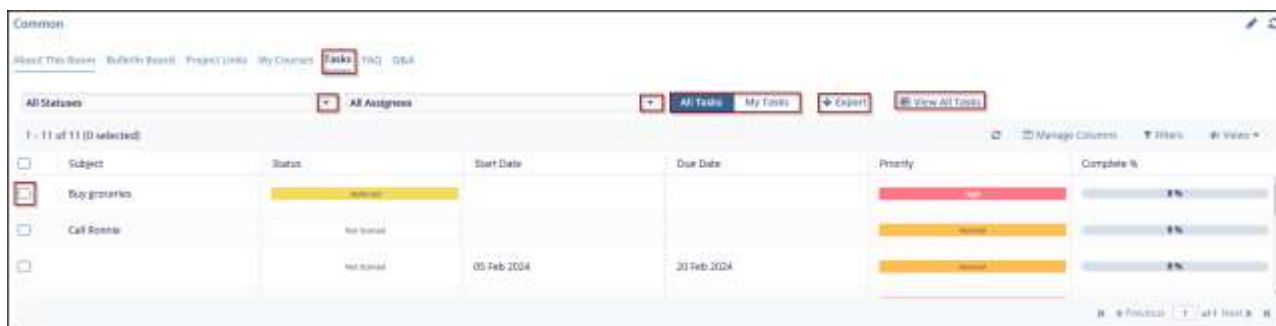 Common
About This Room Bulletin Board Project Links My Courses Tasks FAQ Q&A
All Statuses All Assignees All Tasks My Tasks Export View All Tasks
1 - 11 of 11 (0 selected) Manage Columns Filters Views
Subject Status Start Date Due Date Priority Complete %
Buy groceries Deferred High 0 %
Call Ronnie Not Started Normal 0 %
Not Started 05 Feb 2024 20 Feb 2024 Normal 0 %
Previous 1 of 1 Next